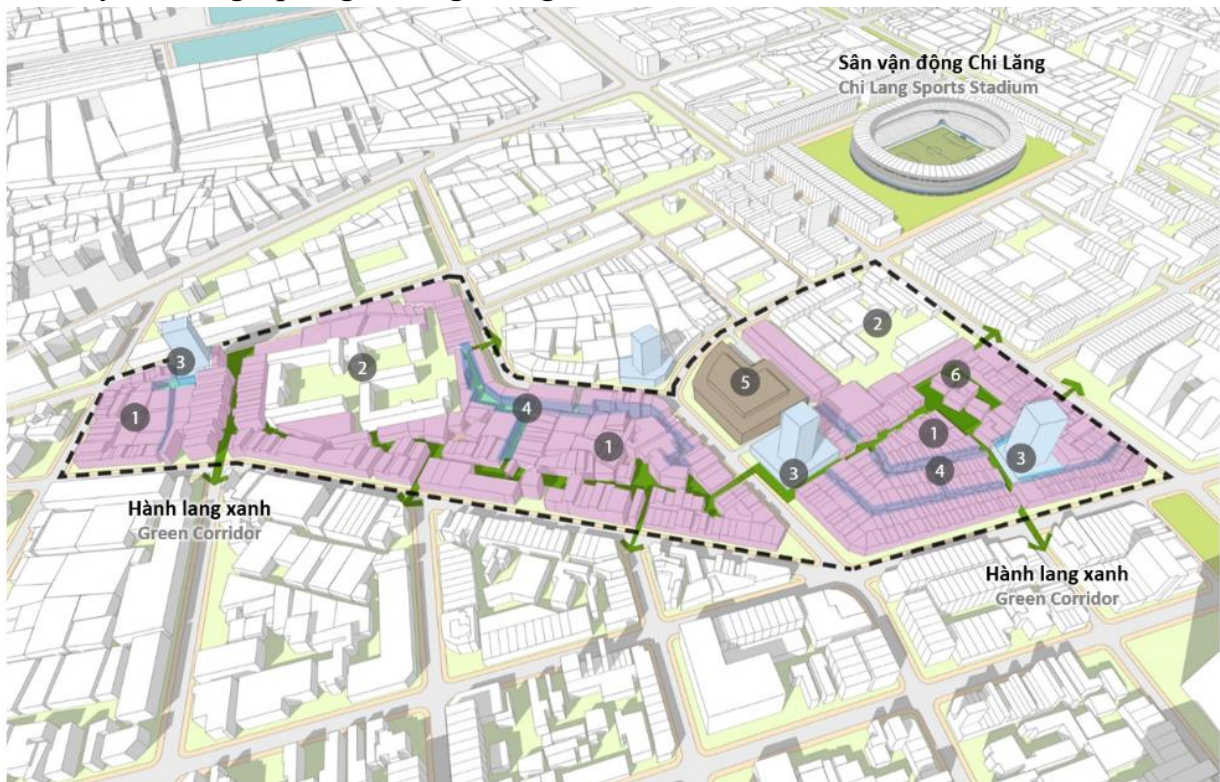 Sân vận động Chi Lăng
Chi Lang Sports Stadium
3
2
2
1
5
6
4
1
1
3
4
3
Hành lang xanh
Green Corridor
Hành lang xanh
Green Corridor